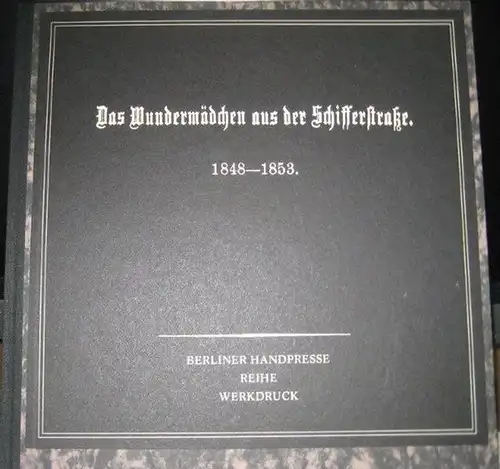 Das Wundermädchen aus der Schifferstraße.
1848—1853.
BERLINER HANDPRESSE
REIHE
WERKDRUCK